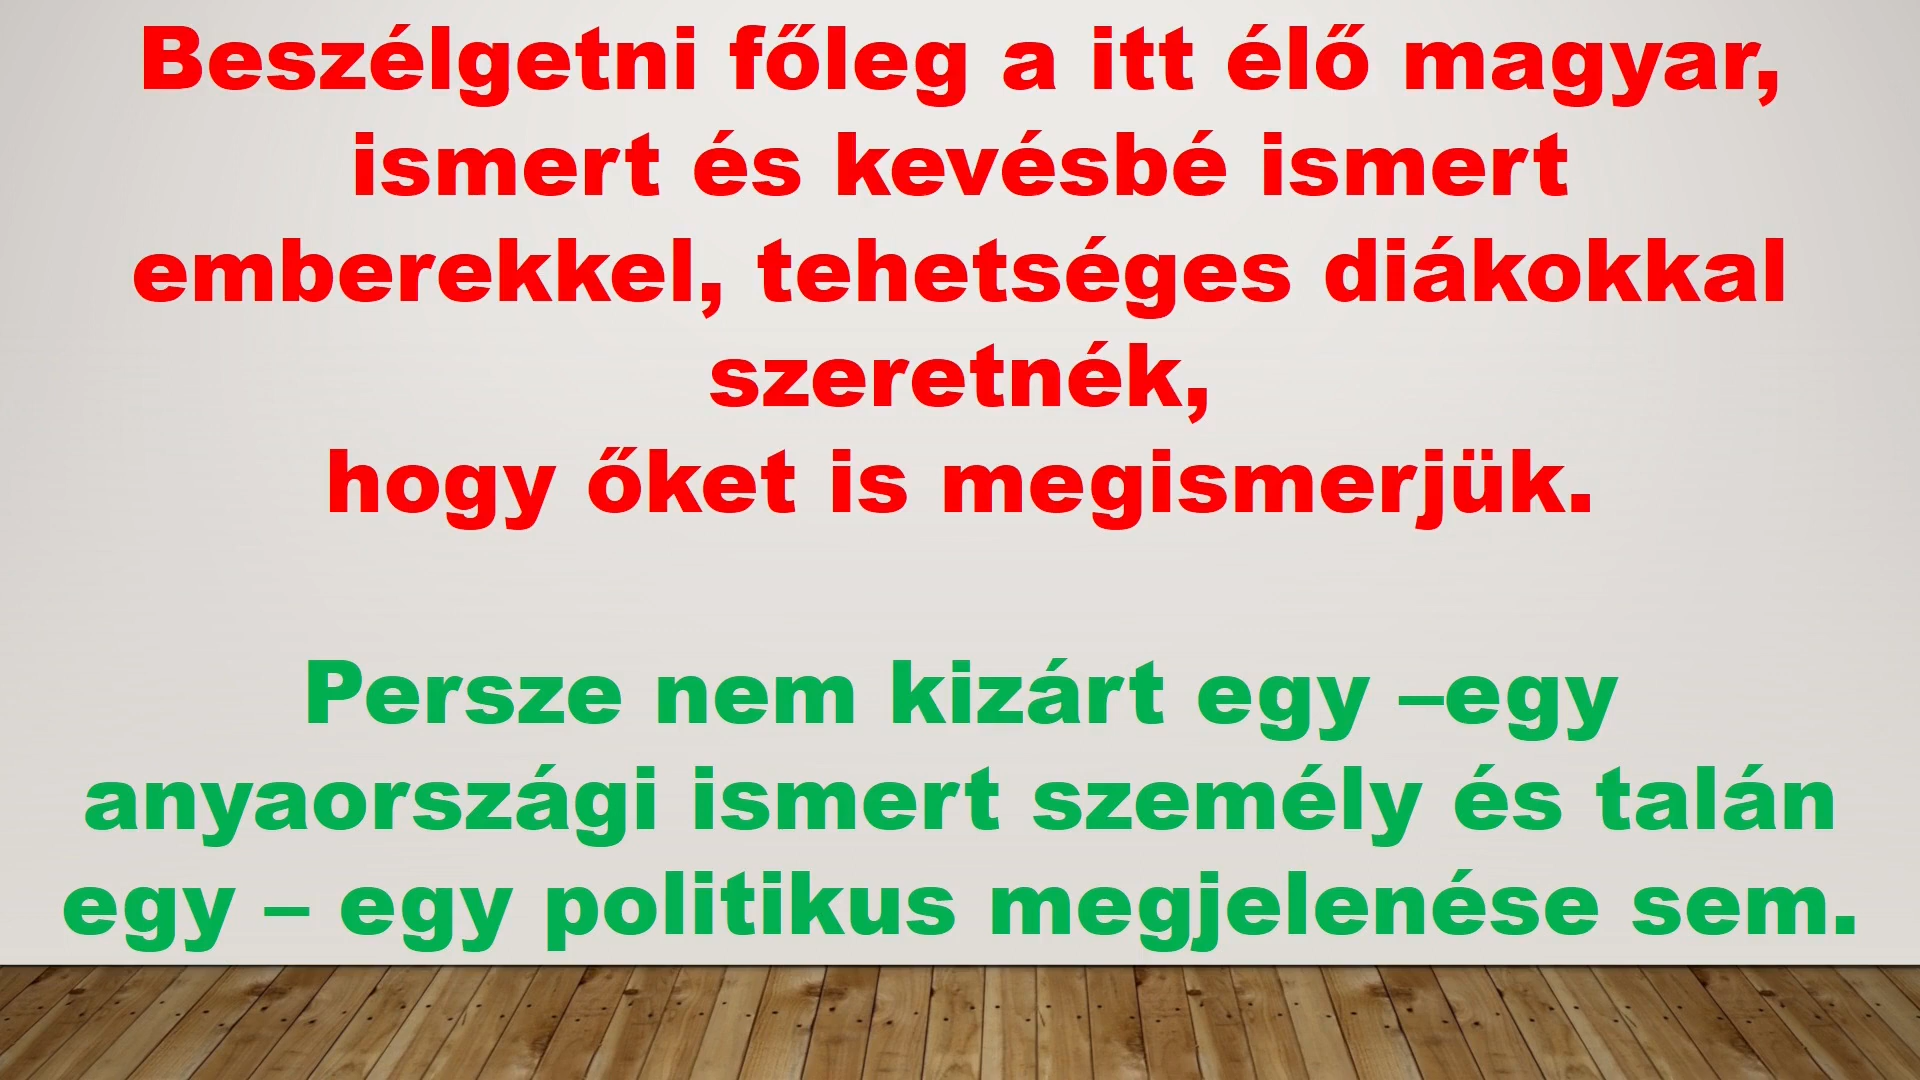 Beszélgetni főleg a itt élő magyar,
ismert és kevésbé ismert
emberekkel, tehetséges diákokkal
szeretnék,
hogy őket is megismerjük.
Persze nem kizárt egy –egy
anyaországi ismert személy és talán
egy – egy politikus megjelenése sem.